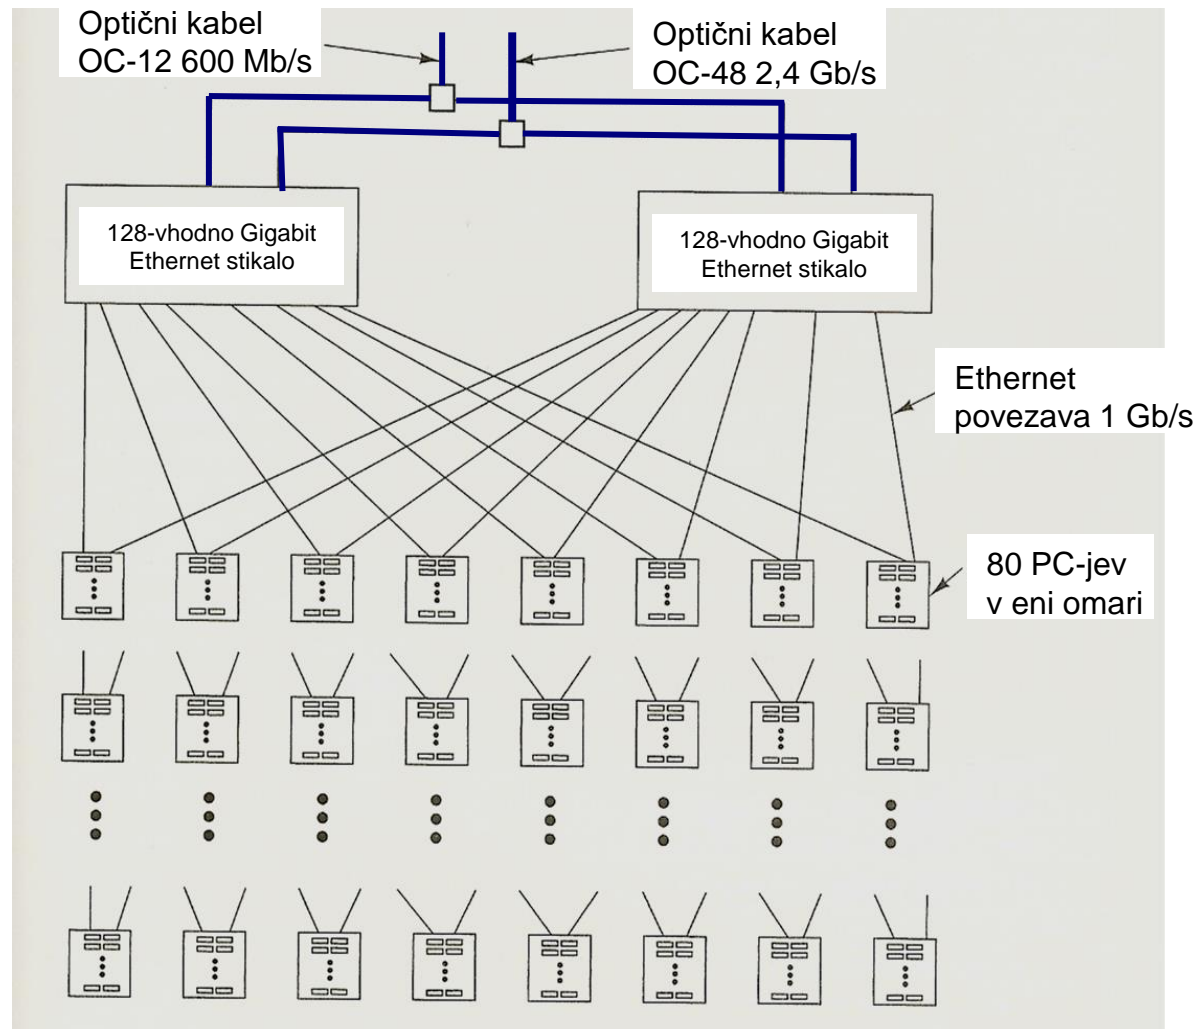 Optični kabel
OC-12 600 Mb/s
Optični kabel
OC-48 2,4 Gb/s
128-vhodno Gigabit
Ethernet stikalo
128-vhodno Gigabit
Ethernet stikalo
Ethernet
povezava 1 Gb/s
80 PC-jev
v eni omari